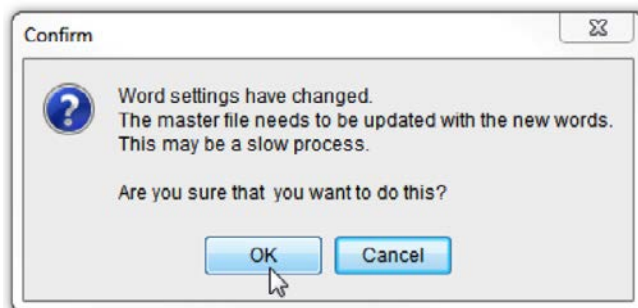 Confirm
Word settings have changed.
The master file needs to be updated with the new words.
This may be a slow process.
Are you sure that you want to do this?
OK
Cancel